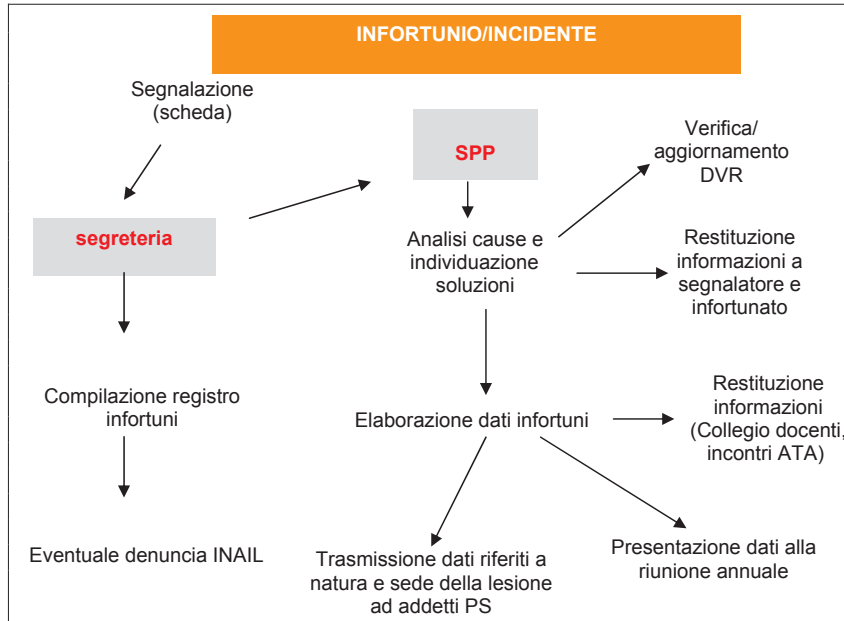 INFORTUNIO/INCIDENTE
Segnalazione
(scheda)
SPP
Verifica/
aggiornamento
DVR
segreteria
Analisi cause e
individuazione
soluzioni
Restituzione
informazioni a
segnalatore e
infortunato
Compilazione registro
infortuni
Elaborazione dati infortuni
Restituzione
informazioni
(Collegio docenti,
incontri ATA)
Eventuale denuncia INAIL
Trasmissione dati riferiti a
natura e sede della lesione
ad addetti PS
Presentazione dati alla
riunione annuale